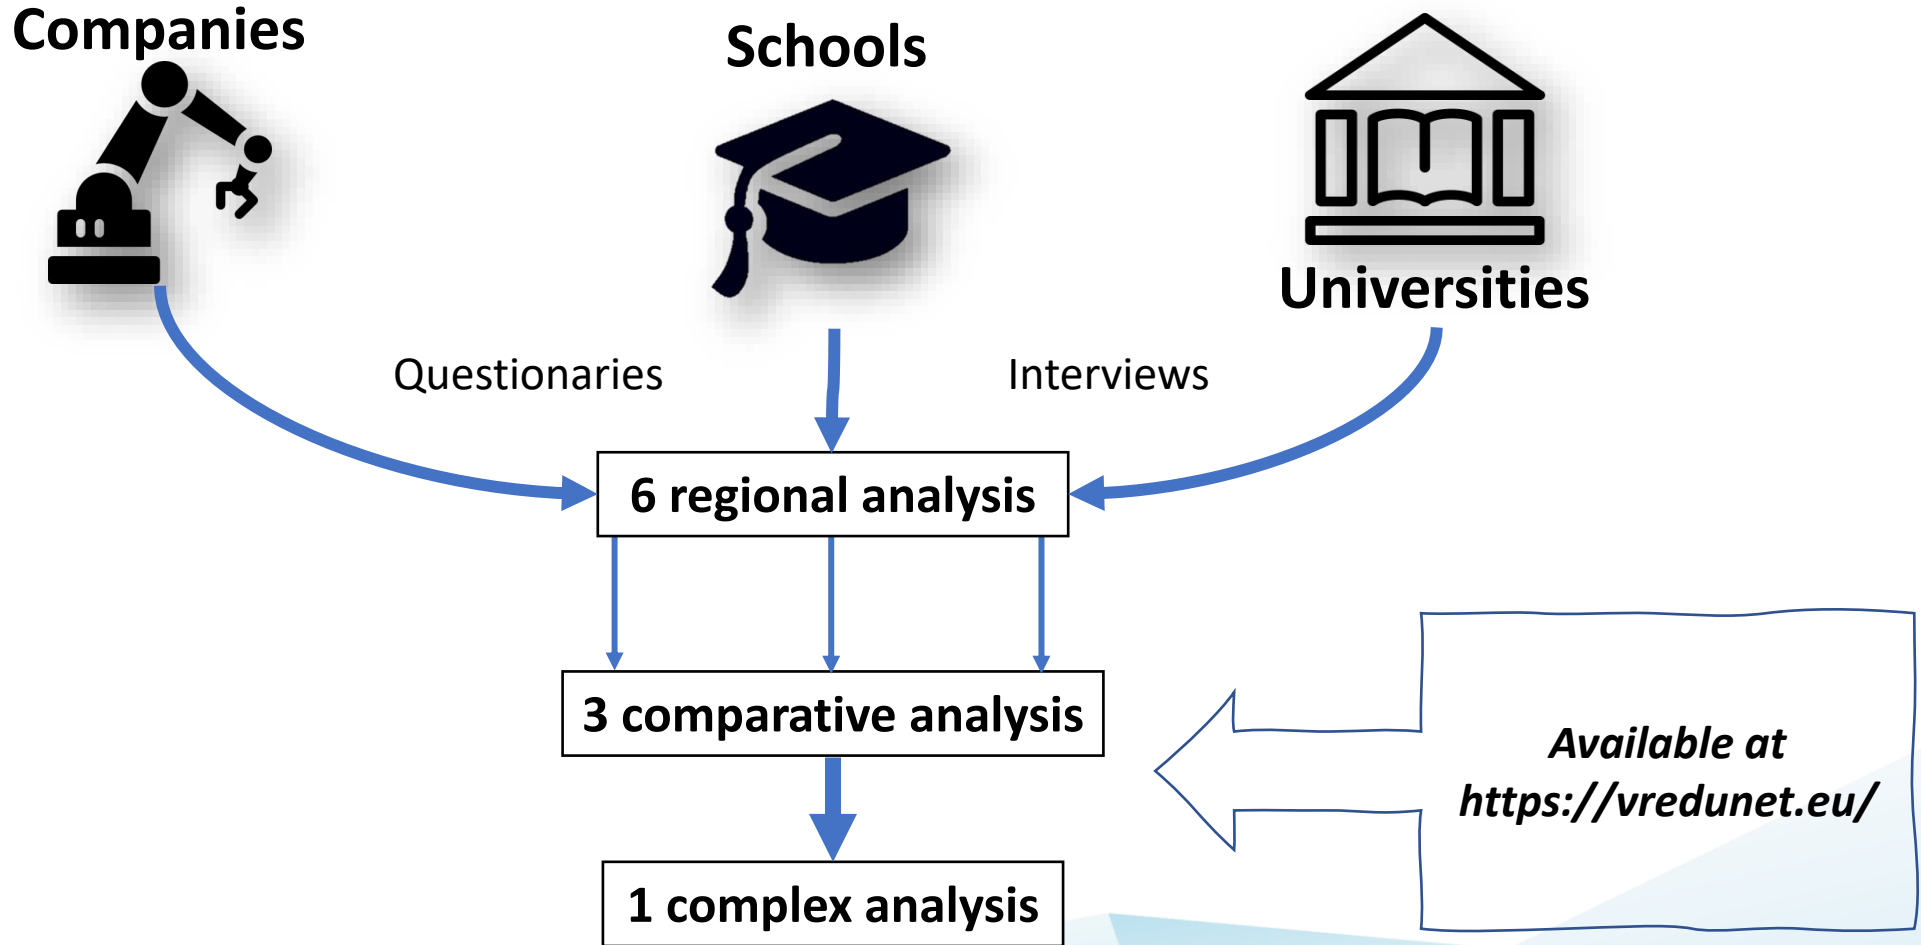 Companies
Schools
Universities
Questionaries
Interviews
6 regional analysis
3 comparative analysis
Available at
https://vredunet.eu/
1 complex analysis